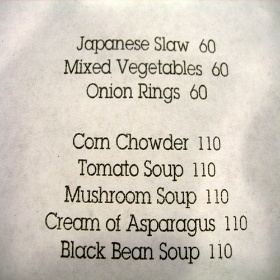 Japanese Slaw 60
Mixed Vegetables 60
Onion Rings 60
Corn Chowder 110
Tomato Soup 110
Mushroom Soup 110
Cream of Asparagus 110
Black Bean Soup 110